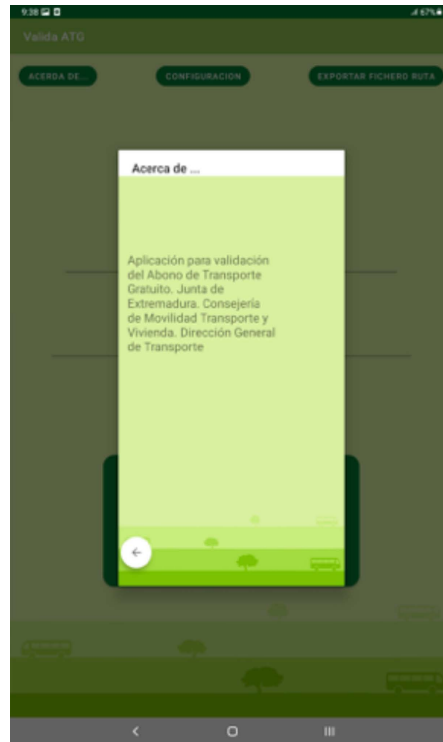 9:38
67%
Valida ATG
ACERDA DE...
CONFIGURACION
EXPORTAR FICHERO RUTA
Acerca de ...
Aplicación para validación
del Abono de Transporte
Gratuito. Junta de
Extremadura. Consejería
de Movilidad Transporte y
Vivienda. Dirección General
de Transporte